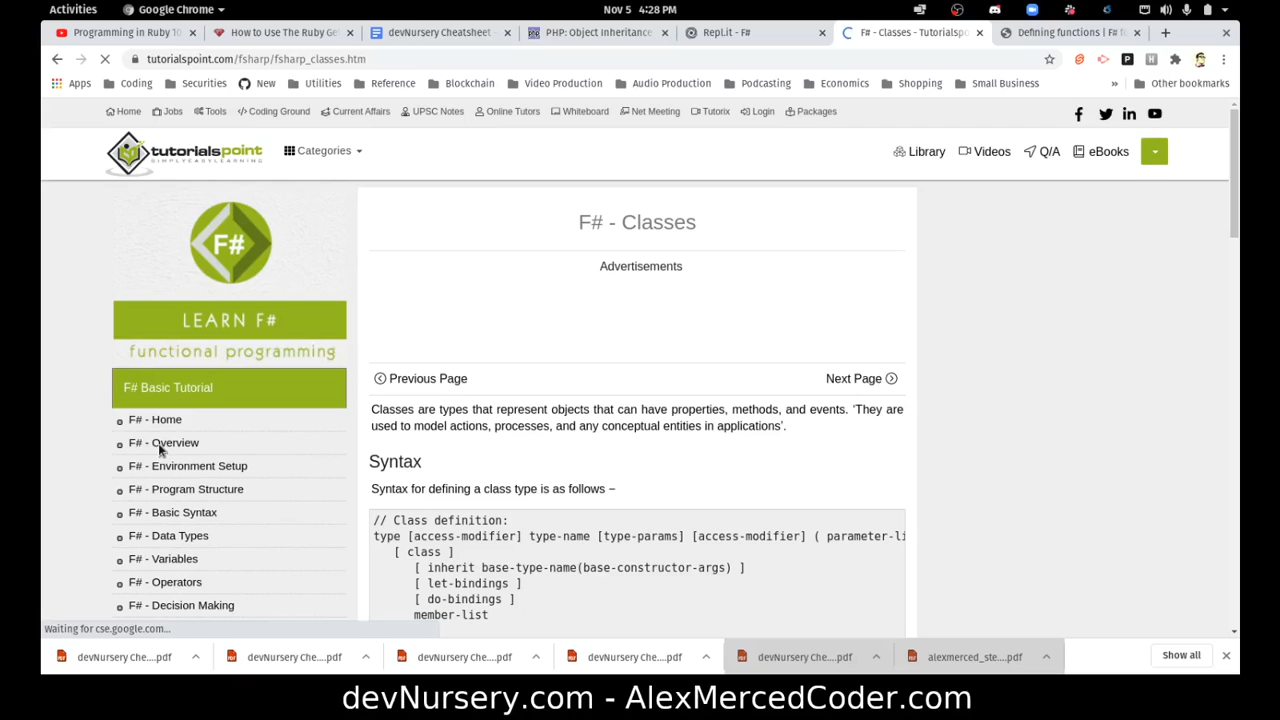 Activities
Google Chrome
Nov 5 4:28 PM
Programming in Ruby 10
How to Use The Ruby Ge
devNursery Cheatsheet -
PHP: Object Inheritance
Repl.it - F#
F# - Classes - Tutorialspo
Defining functions | F# f
tutorialspoint.com/fsharp/fsharp_classes.htm
Apps
Coding
Securities
New
Utilities
Reference
Blockchain
Video Production
Audio Production
Podcasting
Economics
Shopping
Small Business
»
Other bookmarks
Home
Jobs
Tools
Coding Ground
Current Affairs
UPSC Notes
Online Tutors
Whiteboard
Net Meeting
Tutorix
Login
Packages
tutorialspoint
SIMPLYEASYLEARNING
Categories
Library
Videos
Q/A
eBooks
F#
LEARN F#
functional programming
F# Basic Tutorial
F# - Home
F# - Overview
F# - Environment Setup
F# - Program Structure
F# - Basic Syntax
F# - Data Types
F# - Variables
F# - Operators
F# - Decision Making
F# - Classes
Advertisements
Previous Page
Next Page
Classes are types that represent objects that can have properties, methods, and events. ‘They are
used to model actions, processes, and any conceptual entities in applications’.
Syntax
Syntax for defining a class type is as follows −
// Class definition:
type [access-modifier] type-name [type-params] [access-modifier] ( parameter-li
[ class ]
[ inherit base-type-name(base-constructor-args) ]
[ let-bindings ]
[ do-bindings ]
member-list
Waiting for cse.google.com...
devNursery Che....pdf
devNursery Che....pdf
devNursery Che....pdf
devNursery Che....pdf
devNursery Che....pdf
alexmerced_ste....pdf
Show all
devNursery.com - AlexMercedCoder.com